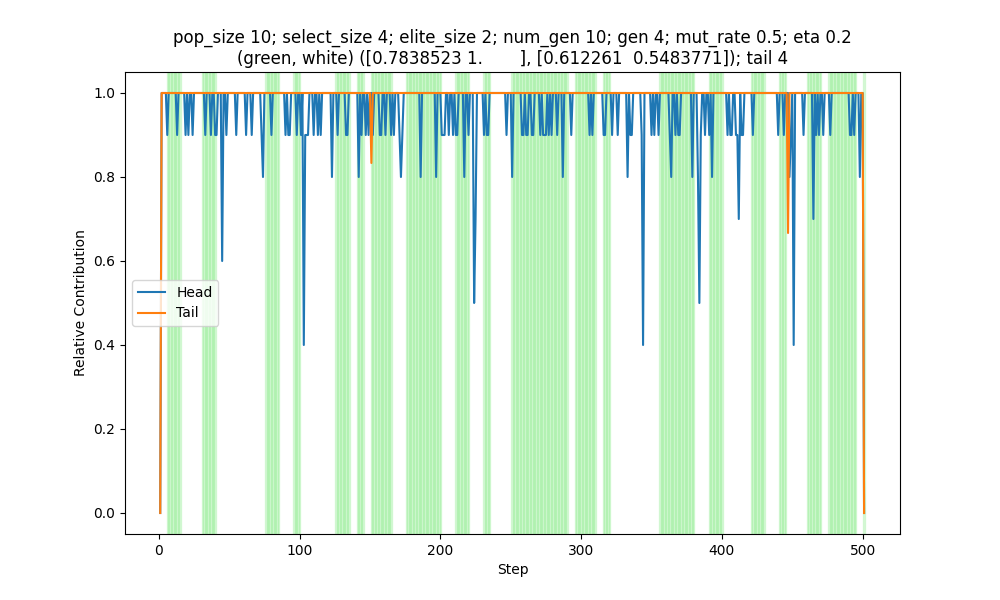 pop_size 10; select_size 4; elite_size 2; num_gen 10; gen 4; mut_rate 0.5; eta 0.2
(green, white) ([0.7838523 1.        ], [0.612261  0.5483771]); tail 4
1.0
0.8
0.6
0.4
0.2
0.0
Relative Contribution
Head
Tail
0
100
200
300
400
500
Step